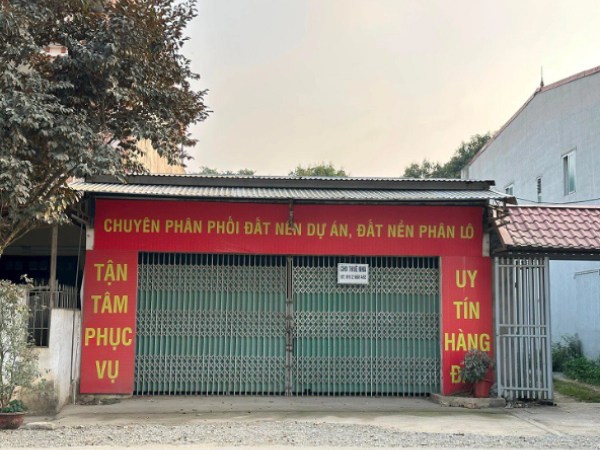 CHUYÊN PHÂN PHỐI ĐẤT NỀN DỰ ÁN, ĐẤT NỀN PHÂN LÔ
TẬN
TÂM
PHỤC
VỤ
CHO THUÊ NHÀ
UY
TÍN
HÀNG